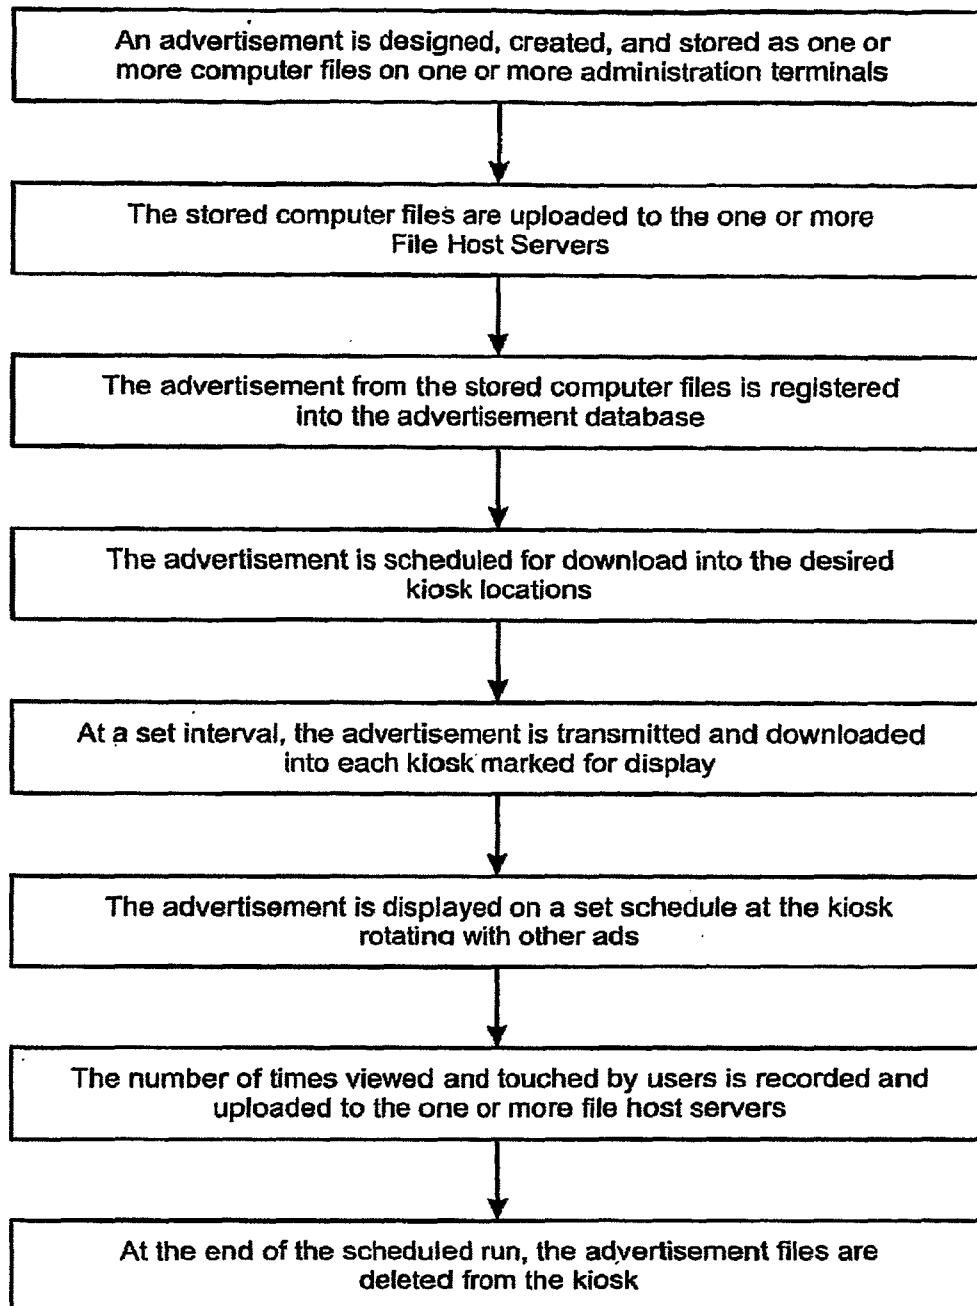 An advertisement is designed, created, and stored as one or
more computer files on one or more administration terminals
The stored computer files are uploaded to the one or more
File Host Servers
The advertisement from the stored computer files is registered
into the advertisement database
The advertisement is scheduled for download into the desired
kiosk locations
At a set interval, the advertisement is transmitted and downloaded
into each kiosk marked for display
The advertisement is displayed on a set schedule at the kiosk
rotating with other ads
The number of times viewed and touched by users is recorded and
uploaded to the one or more file host servers
At the end of the scheduled run, the advertisement files are
deleted from the kiosk